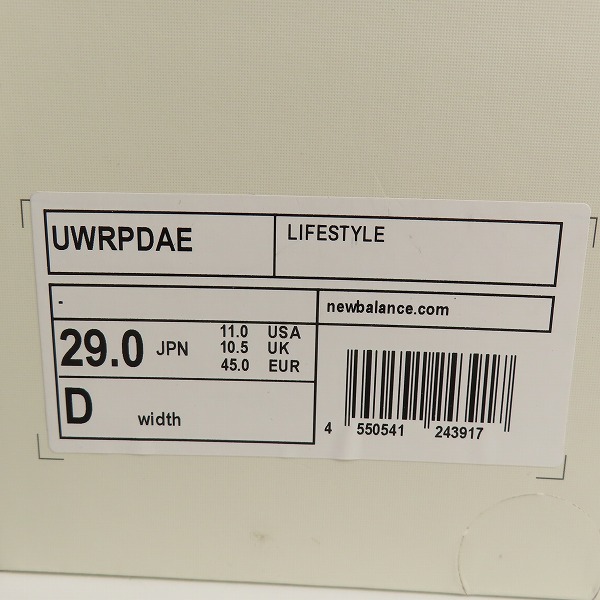 UWRPDAE
LIFESTYLE
-
newbalance.com
29.0 JPN
11.0 USA
10.5 UK
45.0 EUR
D width
4 550541 243917